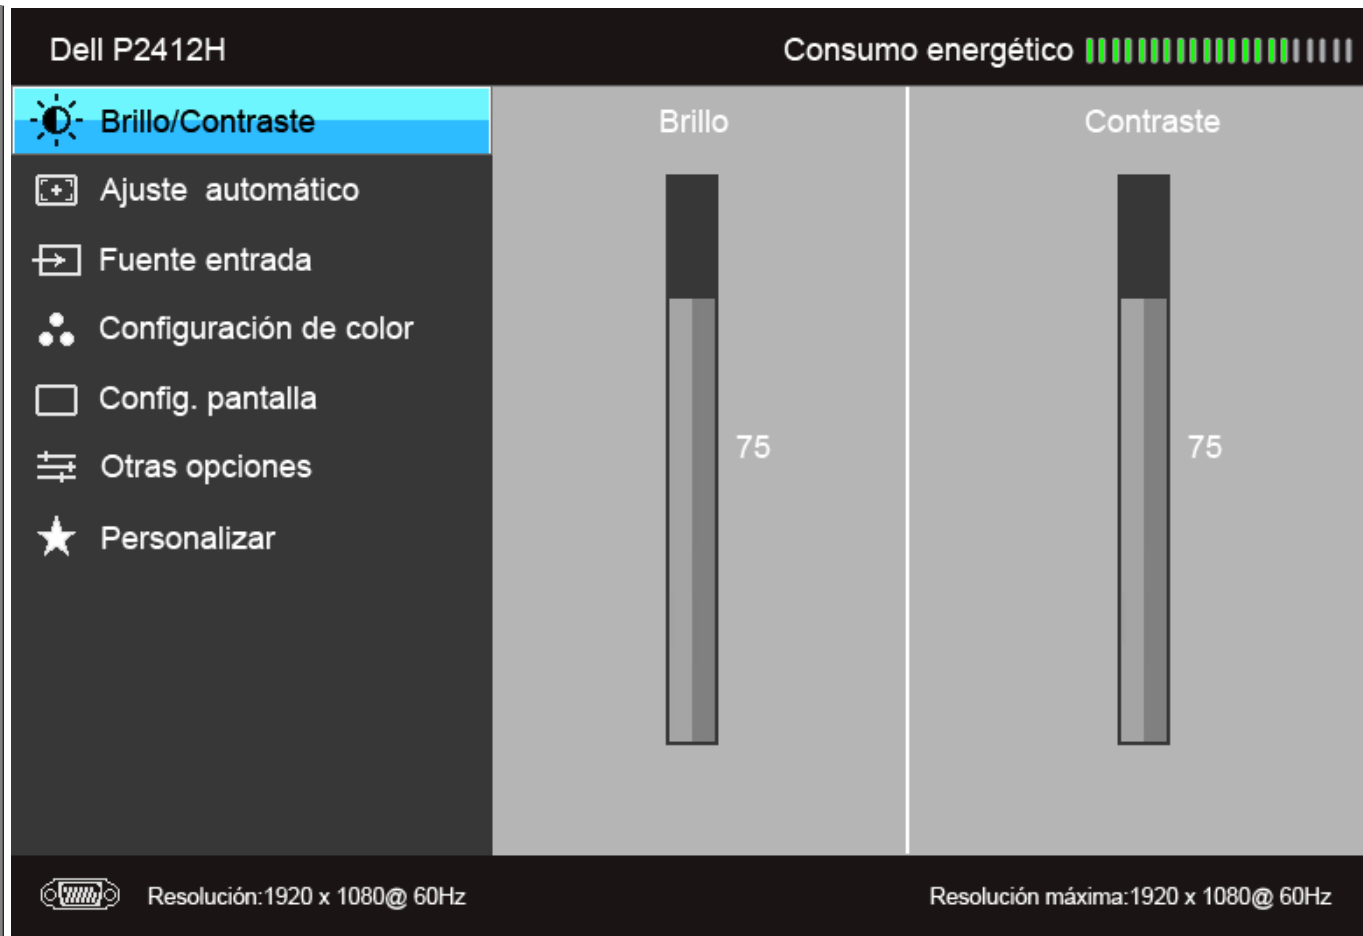 Dell P2412H
Consumo energético
Brillo/Contraste
Brillo
Contraste
Ajuste automático
Fuente entrada
Configuración de color
Config. pantalla
75
75
Otras opciones
Personalizar
Resolución:1920 x 1080@ 60Hz
Resolución máxima:1920 x 1080@ 60Hz